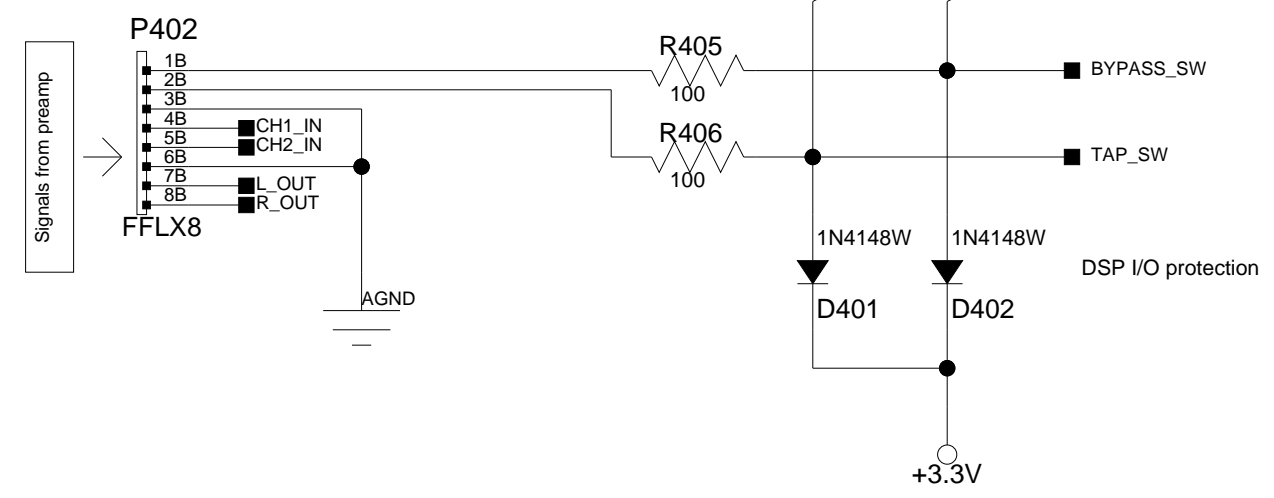 P402
Signals from preamp
1B
2B
3B
4B
5B
6B
7B
8B
CH1_IN
CH2_IN
L_OUT
R_OUT
FFLX8
AGND
R405
100
R406
100
BYPASS_SW
TAP_SW
1N4148W
1N4148W
D401
D402
DSP I/O protection
+3.3V